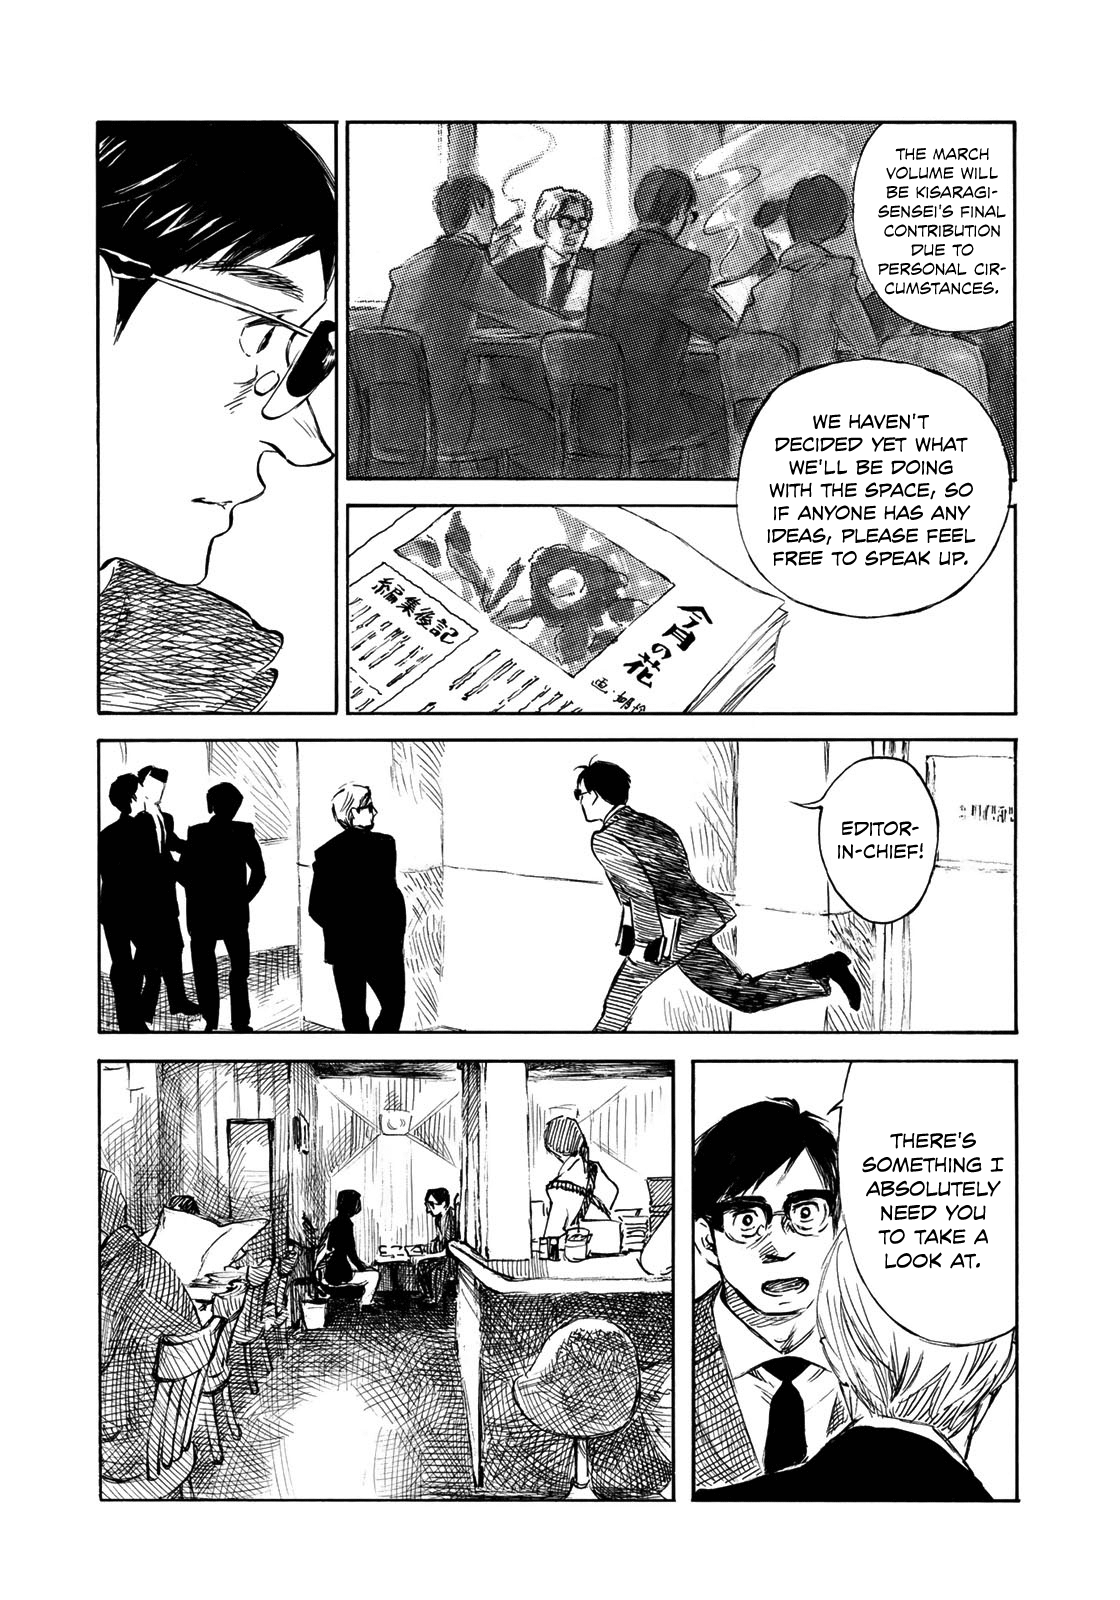 THE MARCH
VOLUME WILL
BE KISARAGI-
SENSEI'S FINAL
CONTRIBUTION
DUE TO
PERSONAL CIR-
CUMSTANCES.
WE HAVEN'T
DECIDED YET WHAT
WE'LL BE DOING
WITH THE SPACE, SO
IF ANYONE HAS ANY
IDEAS, PLEASE FEEL
FREE TO SPEAK UP.
今月の花
画・
編集後記
EDITOR-
IN-CHIEF!
THERE'S
SOMETHING I
ABSOLUTELY
NEED YOU
TO TAKE A
LOOK AT.